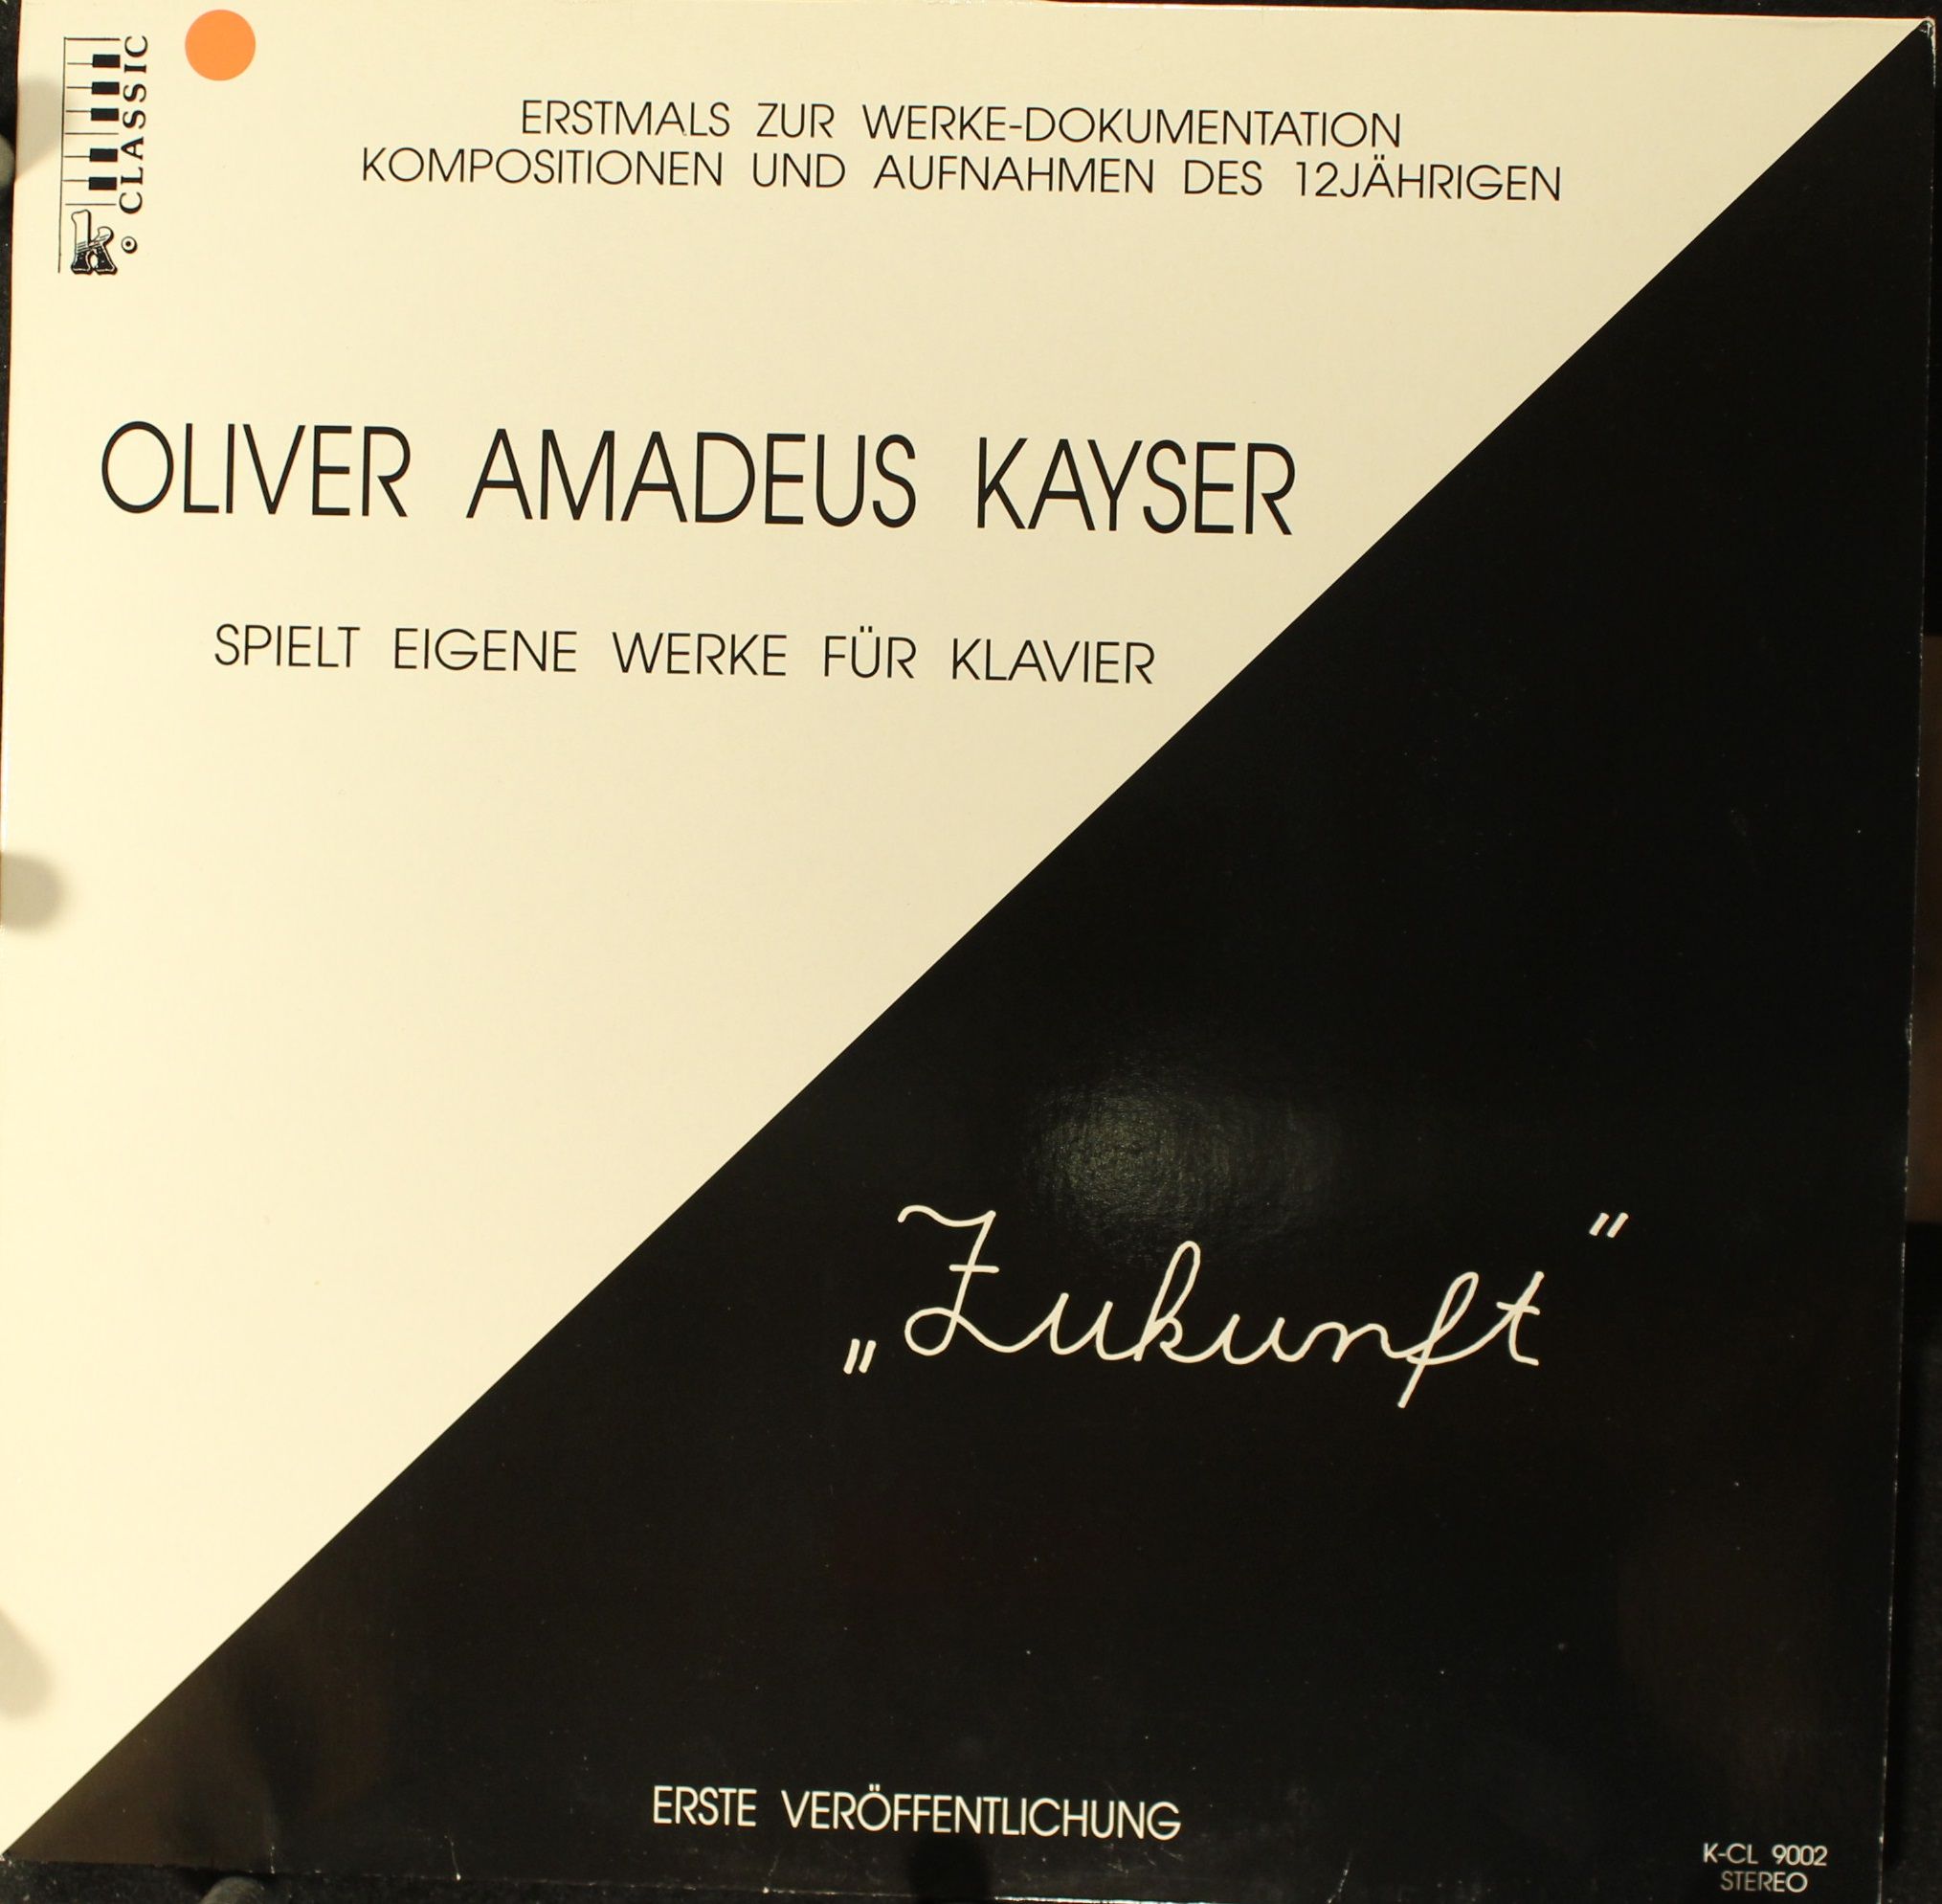 k © CLASSIC
ERSTMALS ZUR WERKE-DOKUMENTATION
KOMPOSITIONEN UND AUFNAHMEN DES 12JÄHRIGEN
OLIVER AMADEUS KAYSER
SPIELT EIGENE WERKE FÜR KLAVIER
„Zukunft"
ERSTE VERÖFFENTLICHUNG
K-CL 9002
STEREO